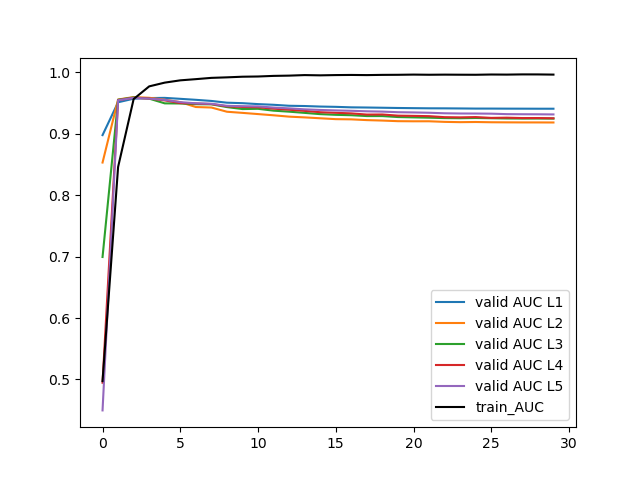 1.0
0.9
0.8
0.7
0.6
0.5
0 5 10 15 20 25 30
valid AUC L1
valid AUC L2
valid AUC L3
valid AUC L4
valid AUC L5
train_AUC